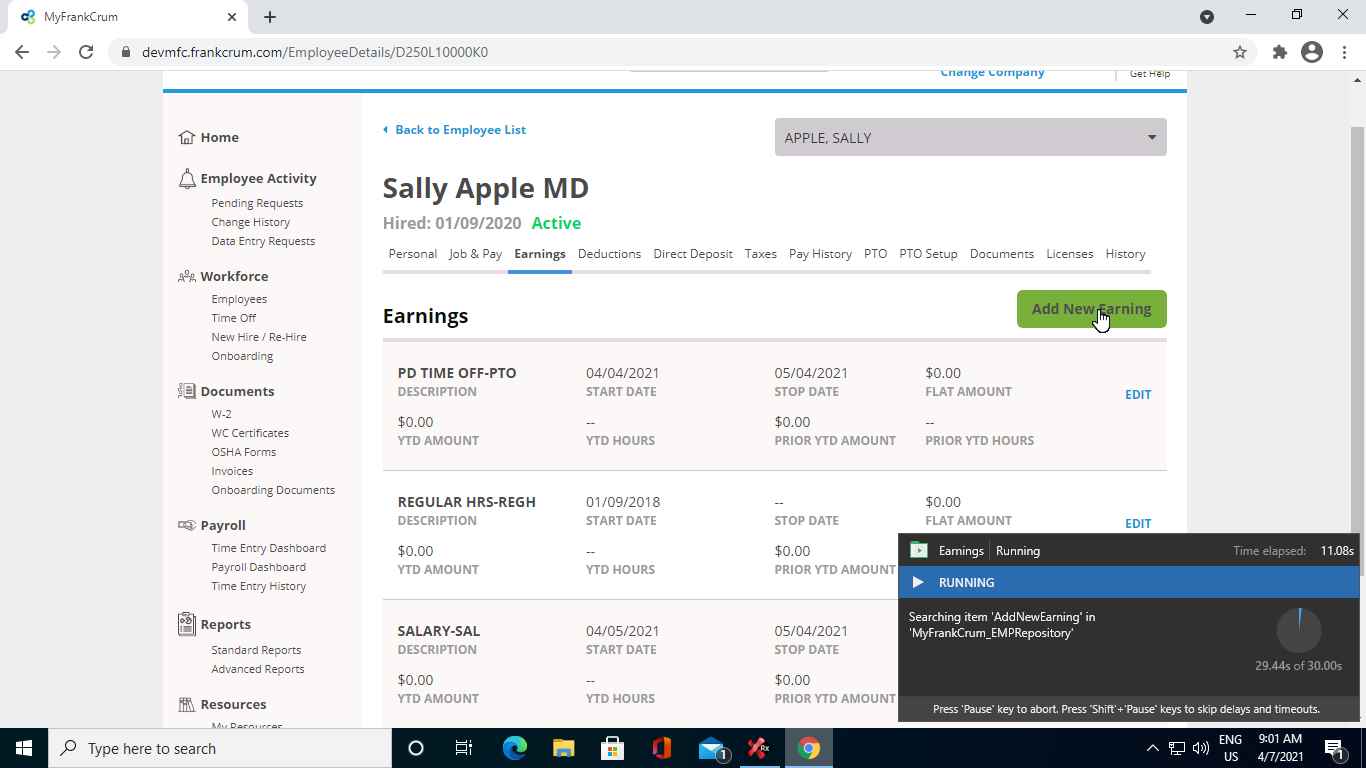 MyFrankCrum
devmfc.frankcrum.com/EmployeeDetails/D250L10000K0
Change Company
Get Help
Home
Employee Activity
Pending Requests
Change History
Data Entry Requests
Workforce
Employees
Time Off
New Hire / Re-Hire
Onboarding
Documents
W-2
WC Certificates
OSHA Forms
Invoices
Onboarding Documents
Payroll
Time Entry Dashboard
Payroll Dashboard
Time Entry History
Reports
Standard Reports
Advanced Reports
Resources
My Resources
Back to Employee List
APPLE, SALLY
Sally Apple MD
Hired: 01/09/2020 Active
Personal Job & Pay Earnings Deductions Direct Deposit Taxes Pay History PTO PTO Setup Documents Licenses History
Earnings
Add New Earning
PD TIME OFF-PTO 04/04/2021 05/04/2021 $0.00
DESCRIPTION START DATE STOP DATE FLAT AMOUNT
EDIT
$0.00 -- $0.00 --
YTD AMOUNT YTD HOURS PRIOR YTD AMOUNT PRIOR YTD HOURS
REGULAR HRS-REGH 01/09/2018 -- $0.00
DESCRIPTION START DATE STOP DATE FLAT AMOUNT
EDIT
$0.00 -- $0.00
YTD AMOUNT YTD HOURS PRIOR YTD AMOUNT
SALARY-SAL 04/05/2021 05/04/2021
DESCRIPTION START DATE STOP DATE
$0.00 -- $0.00
YTD AMOUNT YTD HOURS PRIOR YTD AMOUNT
Earnings Running Time elapsed: 11.08s
RUNNING
Searching item 'AddNewEarning' in
'MyFrankCrum_EMPRepository'
29.44s of 30.00s
Press 'Pause' key to abort. Press 'Shift'+'Pause' keys to skip delays and timeouts.
Type here to search
1
Rx
ENG
US
9:01 AM
4/7/2021
1